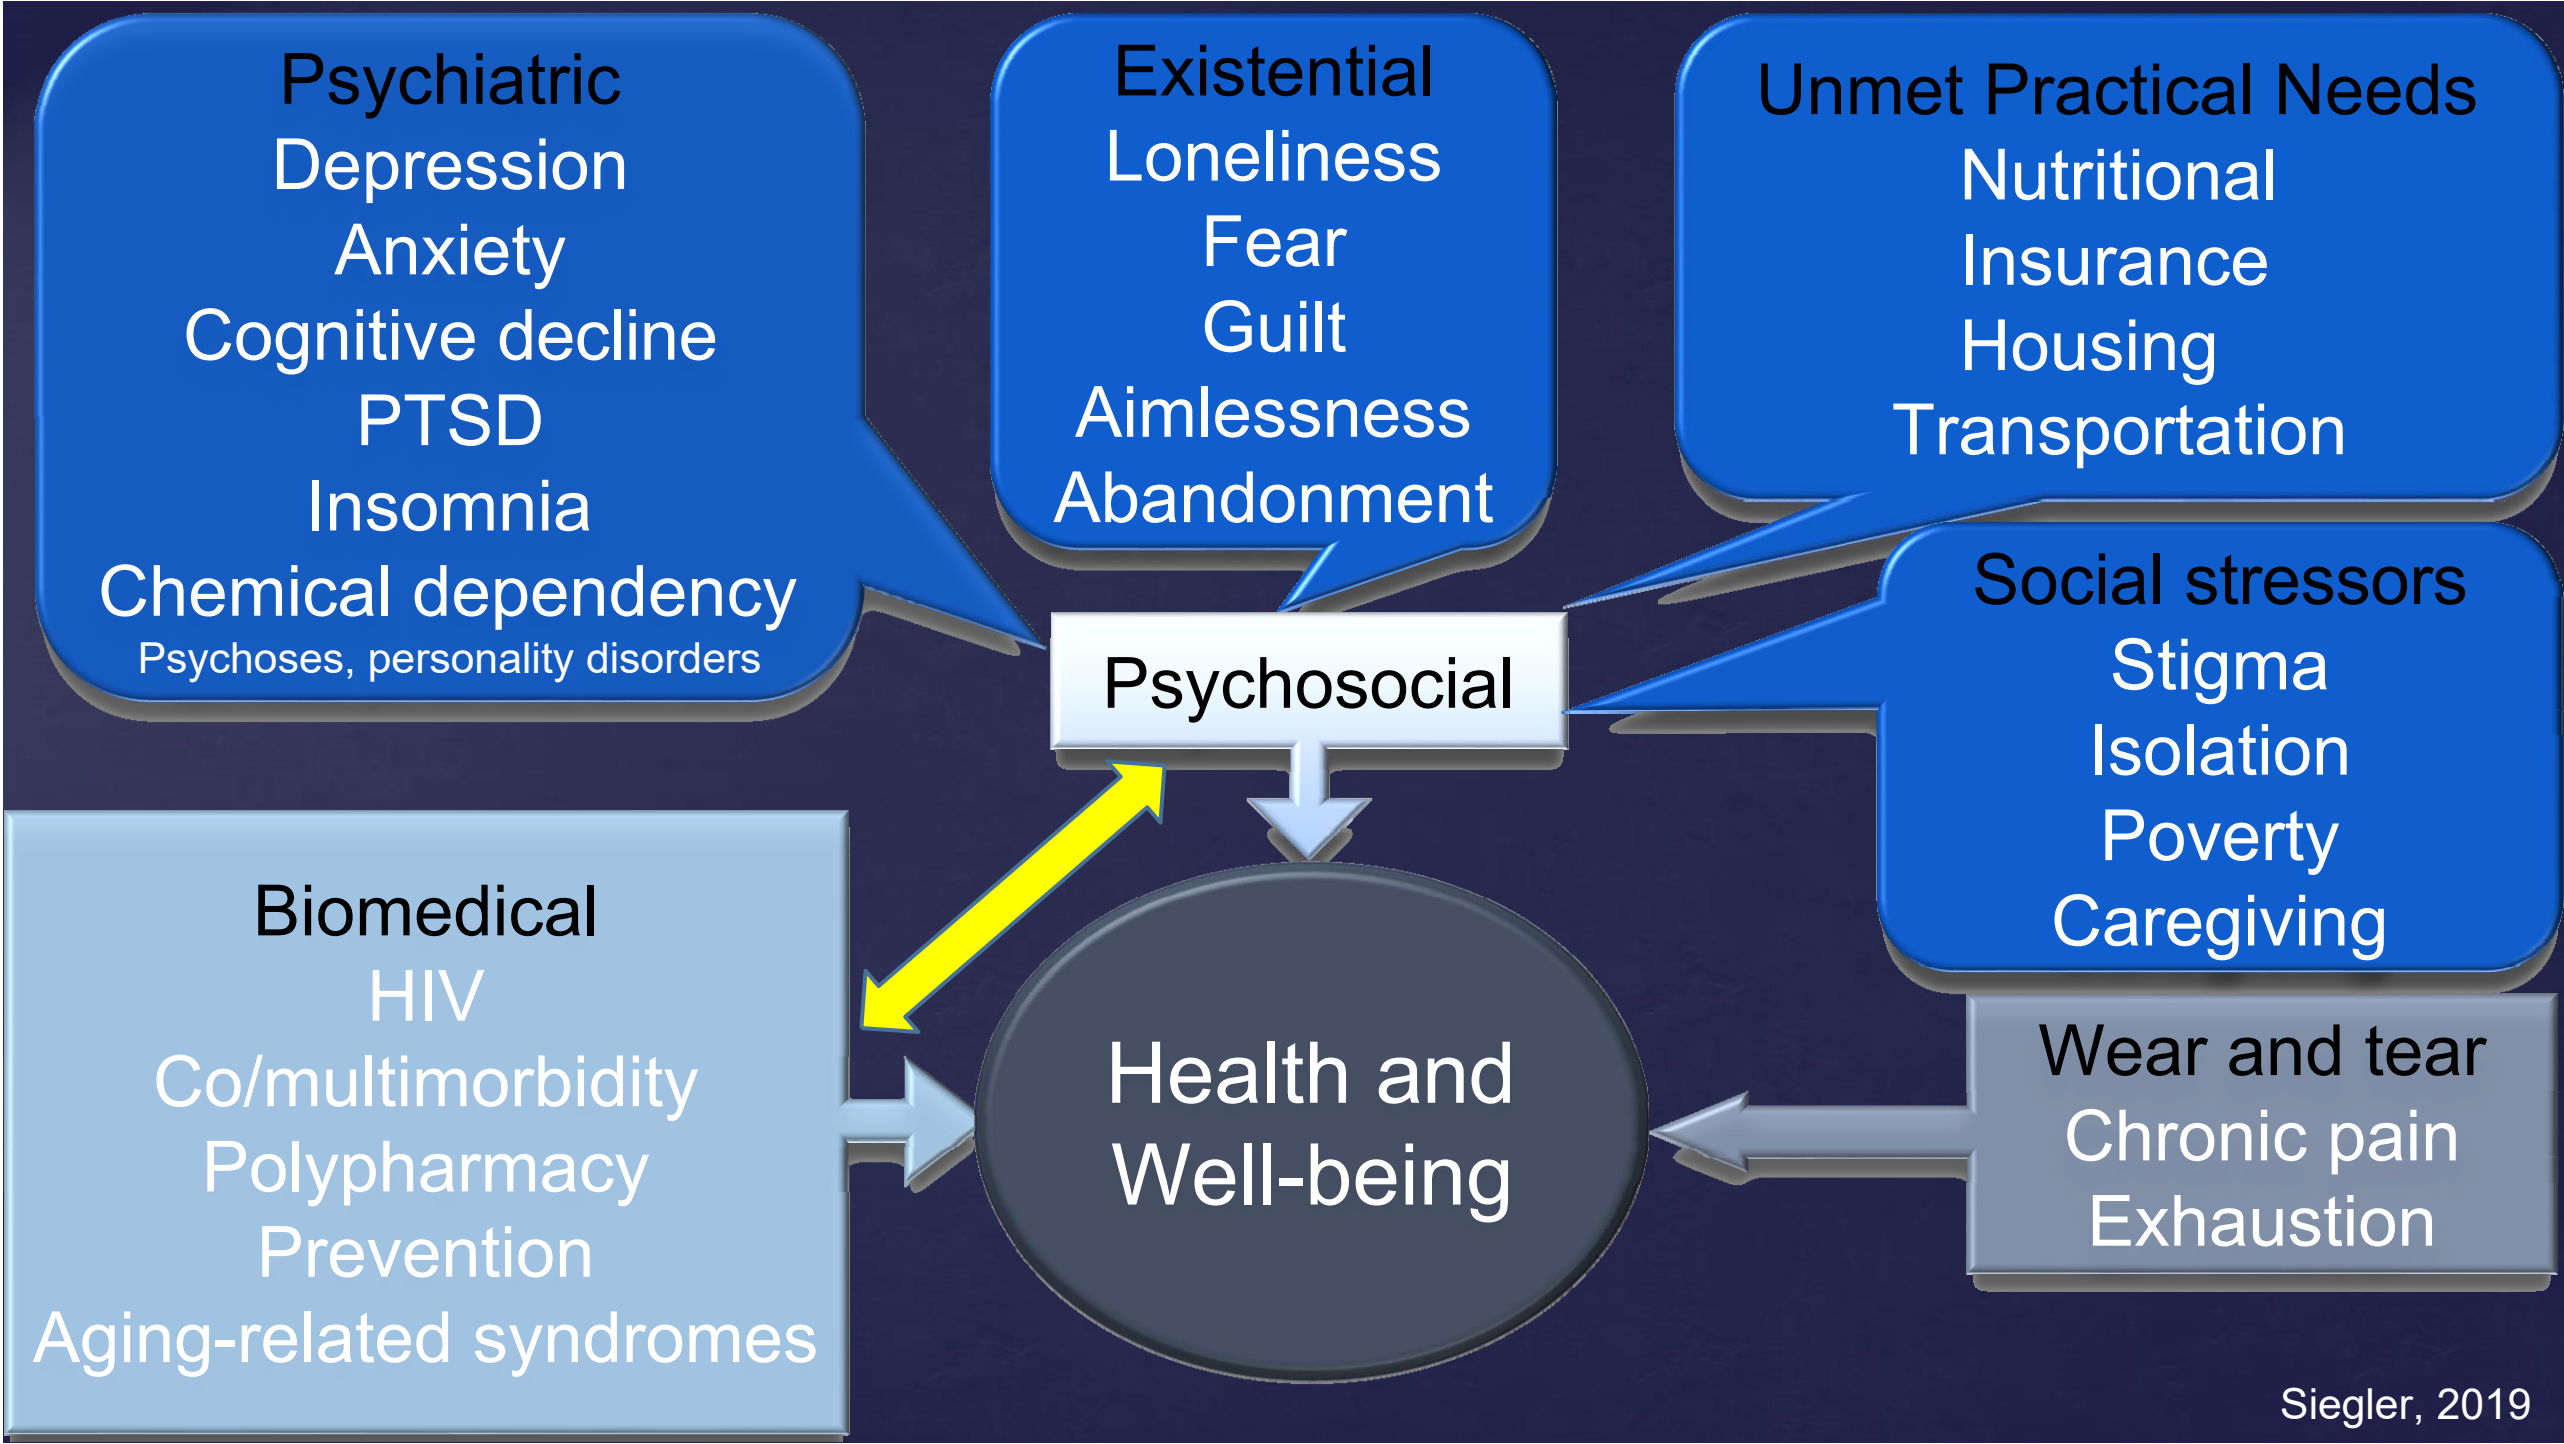 Psychiatric
Depression
Anxiety
Cognitive decline
PTSD
Insomnia
Chemical dependency
Psychoses, personality disorders
Existential
Loneliness
Fear
Guilt
Aimlessness
Abandonment
Unmet Practical Needs
Nutritional
Insurance
Housing
Transportation
Social stressors
Stigma
Isolation
Poverty
Caregiving
Psychosocial
Biomedical
HIV
Co/multimorbidity
Polypharmacy
Prevention
Aging-related syndromes
Health and
Well-being
Wear and tear
Chronic pain
Exhaustion
Siegler, 2019